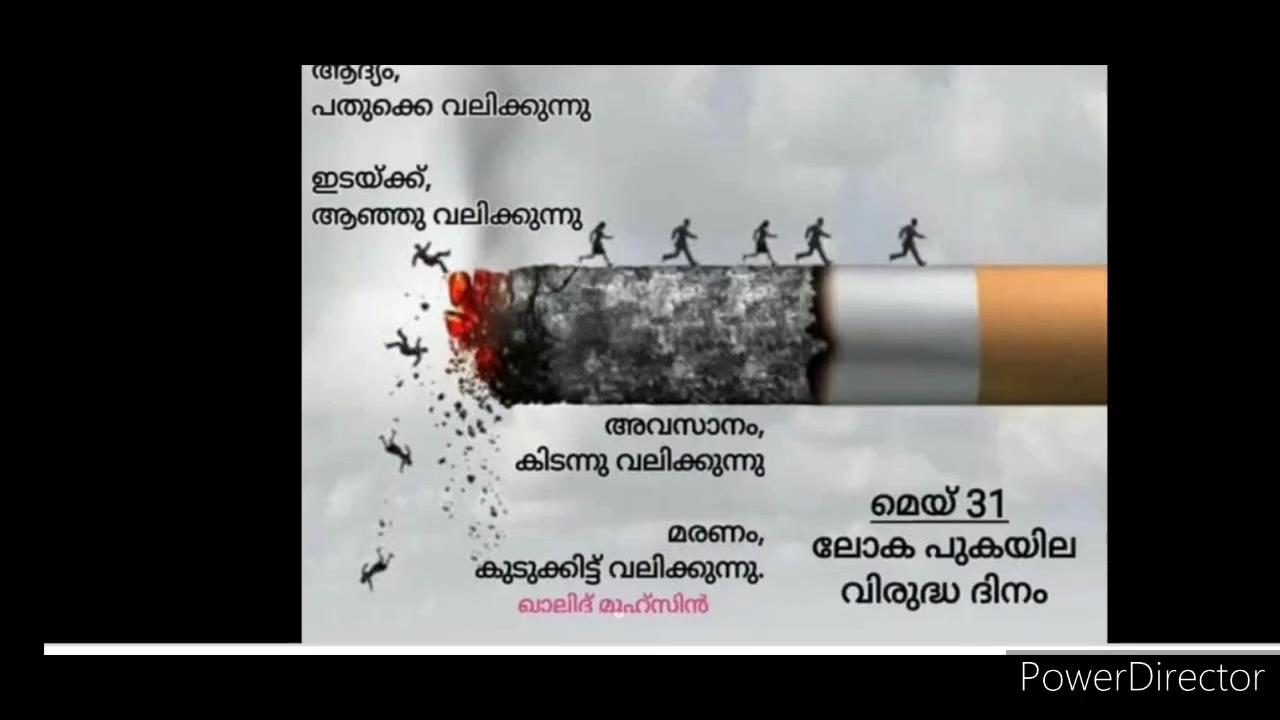 ആദ്യം,
പതുക്കെ വലിക്കുന്നു
ഇടയ്ക്ക്,
ആഞ്ഞു വലിക്കുന്നു
അവസാനം,
കിടന്നു വലിക്കുന്നു
മരണം,
കുടുക്കിട്ട് വലിക്കുന്നു.
ഖാലിദ് മുഹ്സിൻ
മെയ് 31
ലോക പുകയില
വിരുദ്ധ ദിനം
PowerDirector